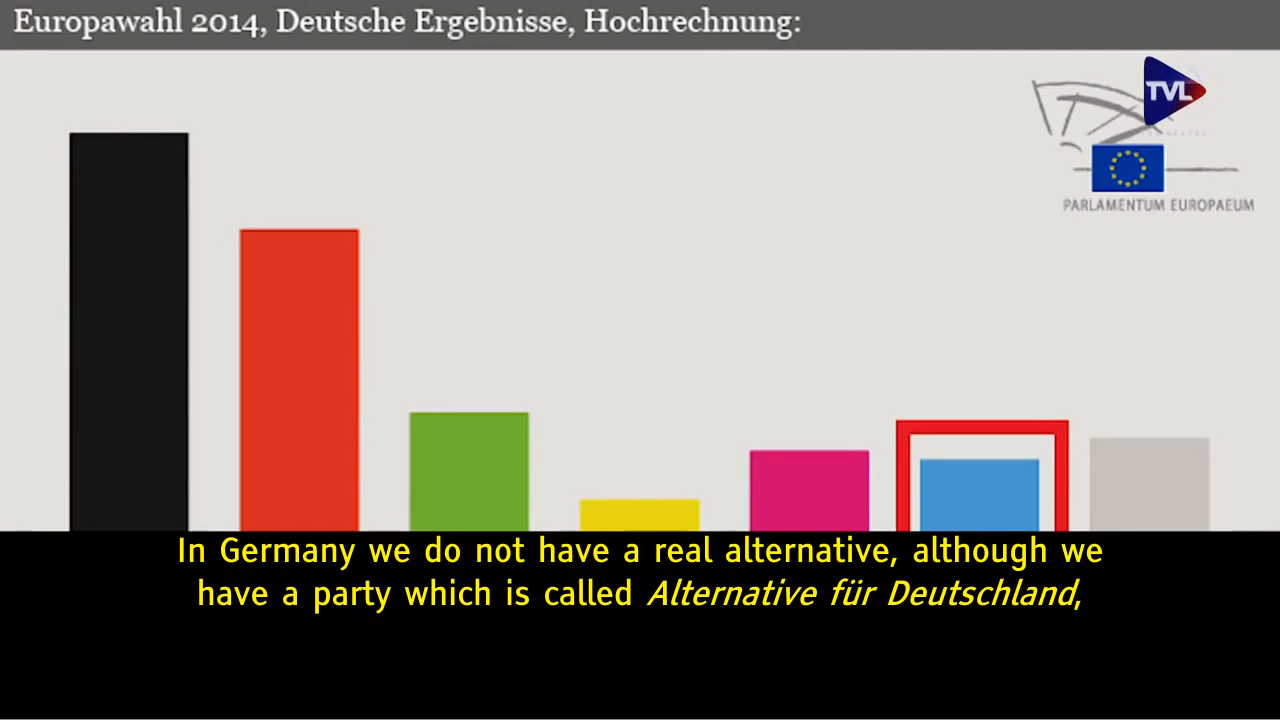 Europawahl 2014, Deutsche Ergebnisse, Hochrechnung:
TVL
PARLAMENTUM EUROPAEUM
In Germany we do not have a real alternative, although we
have a party which is called Alternative für Deutschland,